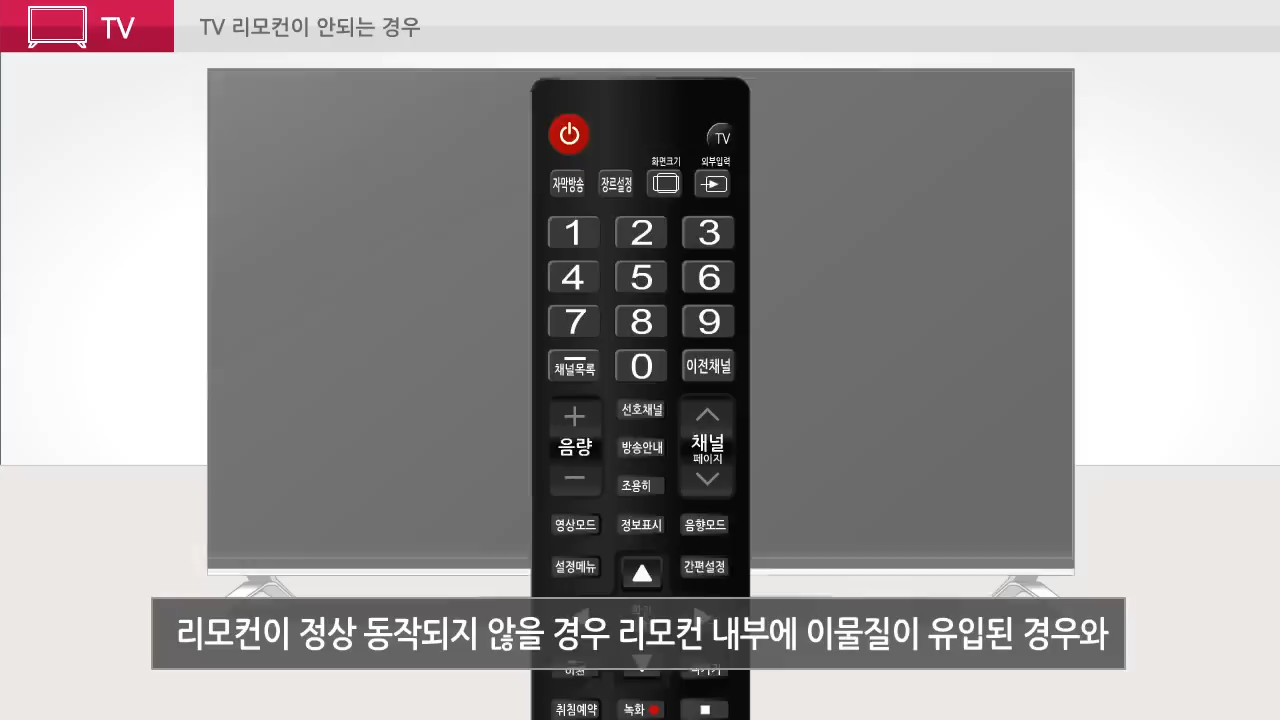 TV
TV 리모컨이 안되는 경우
TV
화면크기 외부입력
자막방송 장르설정
1 2 3
4 5 6
7 8 9
채널목록 0 이전채널
선호채널
음량 방송안내 채널
페이지
조용히
영상모드 정보표시 음향모드
설정메뉴 간편설정
리모컨이 정상 동작되지 않을 경우 리모컨 내부에 이물질이 유입된 경우와
취침예약 녹화